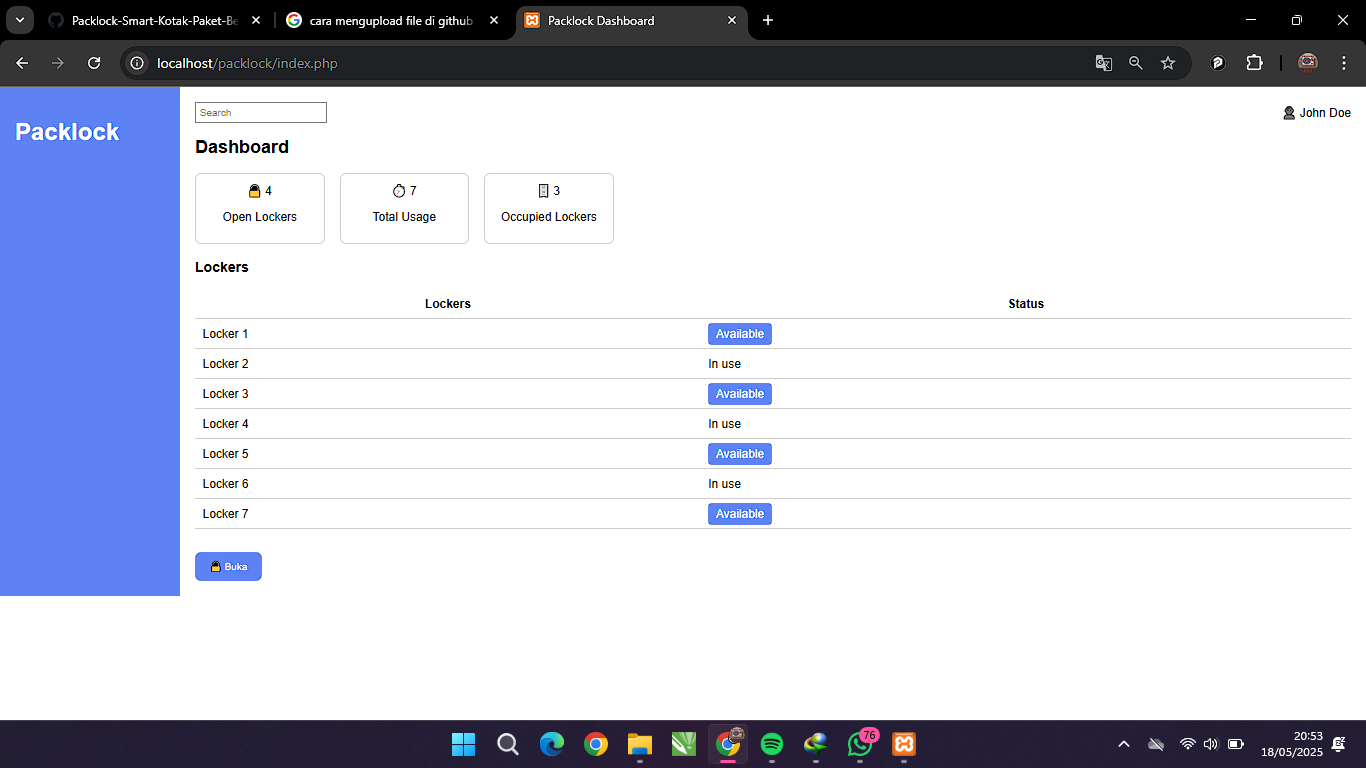 Packlock-Smart-Kotak-Paket-Be
cara mengupload file di github
Packlock Dashboard
localhost/packlock/index.php
Packlock
Search
John Doe
Dashboard
4
Open Lockers
7
Total Usage
3
Occupied Lockers
Lockers
Lockers Status
Locker 1 Available
Locker 2 In use
Locker 3 Available
Locker 4 In use
Locker 5 Available
Locker 6 In use
Locker 7 Available
Buka
76
20:53
18/05/2025